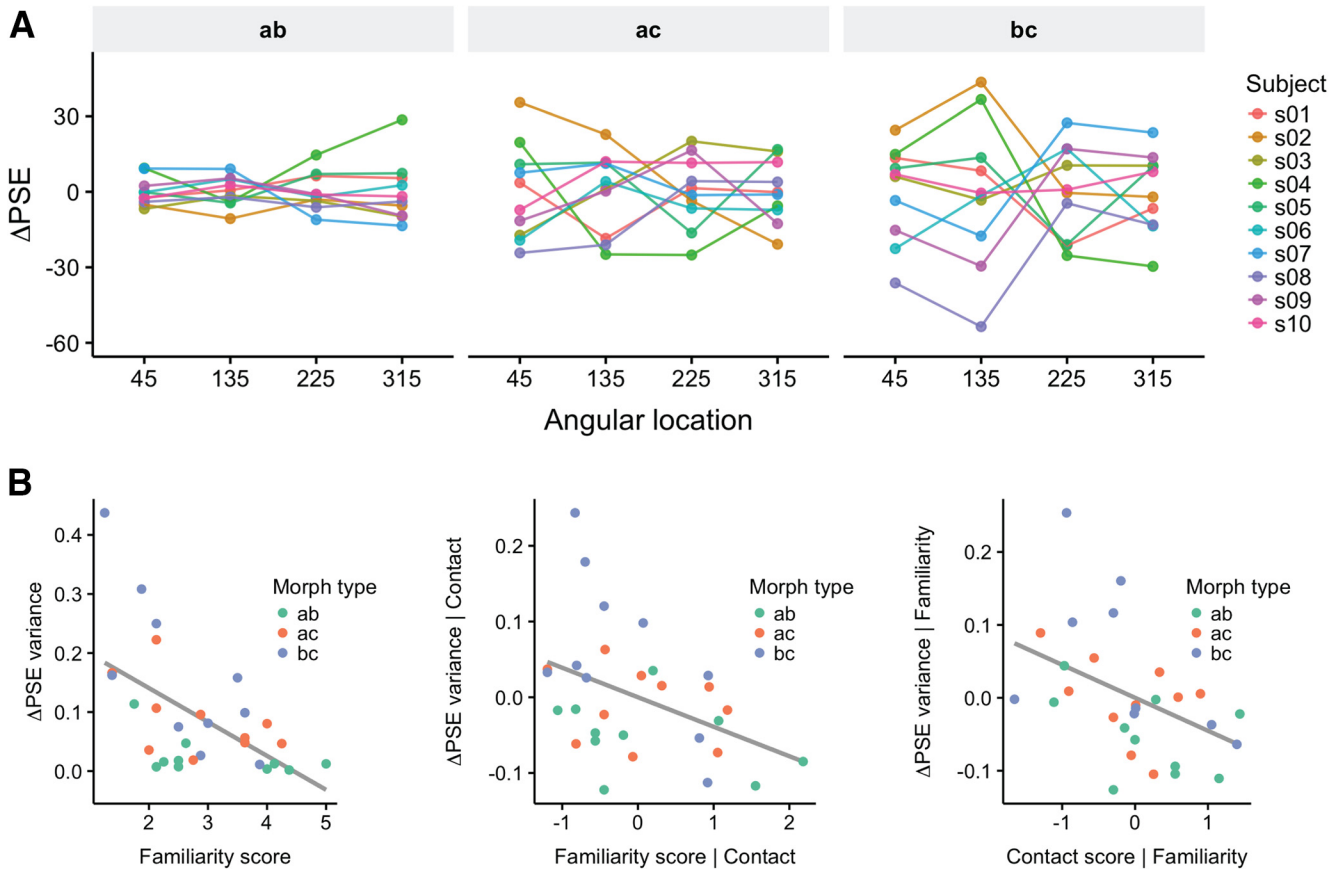 A
ab ac bc
ΔPSE
30
0
-30
-60
45 135 225 315 45 135 225 315 45 135 225 315
Angular location
Subject
s01
s02
s03
s04
s05
s06
s07
s08
s09
s10
B
ΔPSE variance
0.4
0.3
0.2
0.1
0.0
2 3 4 5
Familiarity score
Morph type
ab
ac
bc
ΔPSE variance | Contact
0.2
0.1
0.0
-0.1
-1 0 1 2
Familiarity score | Contact
Morph type
ab
ac
bc
ΔPSE variance | Familiarity
0.2
0.1
0.0
-0.1
-1 0 1
Contact score | Familiarity
Morph type
ab
ac
bc